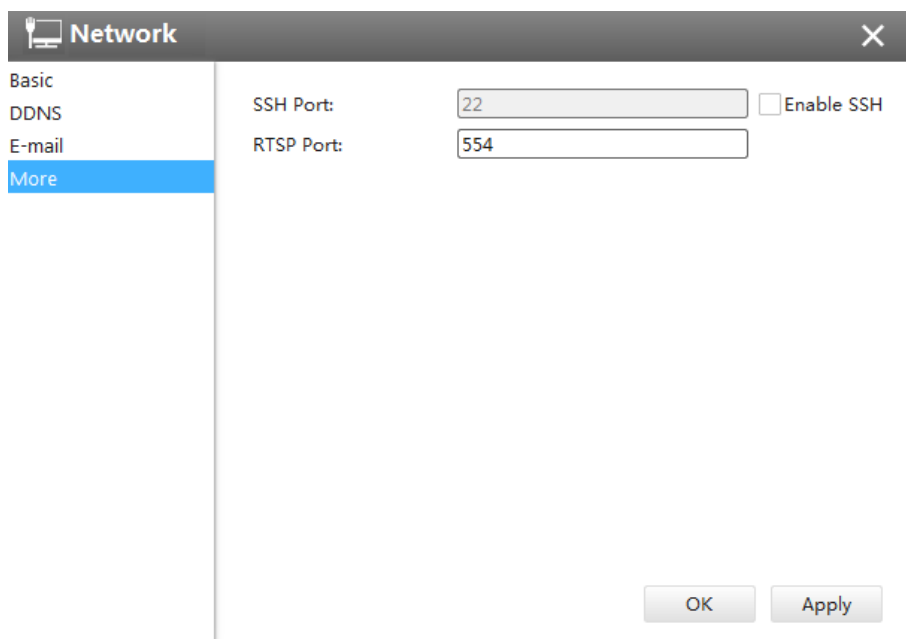 Network
Basic
DDNS
E-mail
More
SSH Port: 22 Enable SSH
RTSP Port: 554
OK Apply